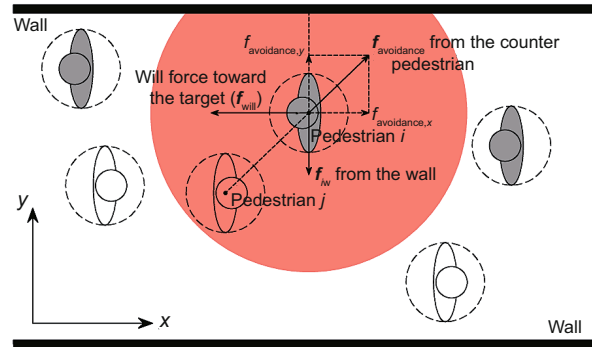 Wall
f_avoidance,y
f_avoidance from the counter
pedestrian
Will force toward
the target (f_will)
f_avoidance,x
Pedestrian i
f_iw from the wall
Pedestrian j
y
x
Wall